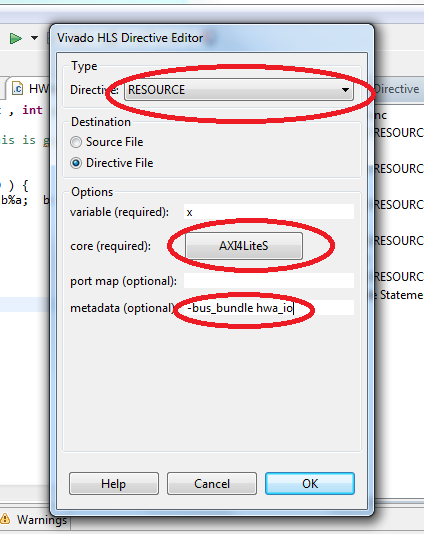 Vivado HLS Directive Editor
Type
Directive: RESOURCE
Destination
Source File
Directive File
Options
variable (required): x
core (required): AXI4LiteS
port map (optional):
metadata (optional) -bus_bundle hwa_io
Help Cancel OK
HW
t , int
his is g
) {
b%a; b
Directive
nc
RESOURC
RESOURC
RESOURC
RESOURC
RESOURC
e Stateme
Warnings